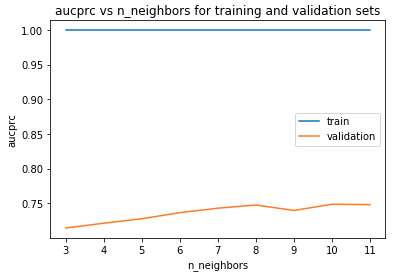 aucprc vs n_neighbors for training and validation sets
1.00
0.95
0.90
0.85
0.80
0.75
aucprc
train
validation
3 4 5 6 7 8 9 10 11
n_neighbors